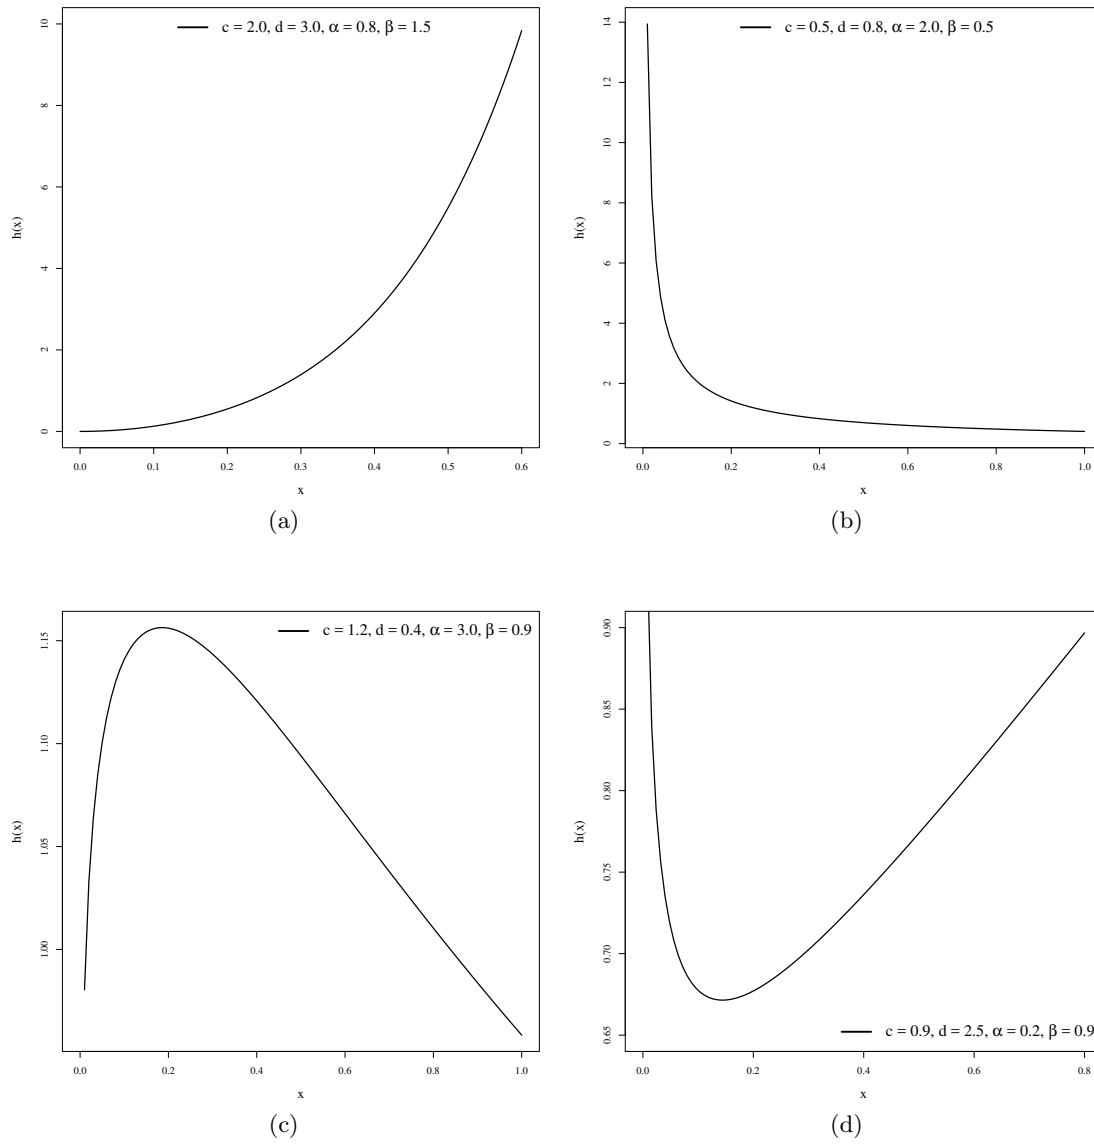 c = 2.0, d = 3.0, α = 0.8, β = 1.5
10
8
6
4
2
0
h(x)
0.0 0.1 0.2 0.3 0.4 0.5 0.6
x
(a)
c = 0.5, d = 0.8, α = 2.0, β = 0.5
14
12
10
8
6
4
2
0
h(x)
0.0 0.2 0.4 0.6 0.8 1.0
x
(b)
c = 1.2, d = 0.4, α = 3.0, β = 0.9
1.15
1.10
1.05
1.00
h(x)
0.0 0.2 0.4 0.6 0.8 1.0
x
(c)
0.90
0.85
0.80
0.75
0.70
0.65
h(x)
c = 0.9, d = 2.5, α = 0.2, β = 0.9
0.0 0.2 0.4 0.6 0.8
x
(d)